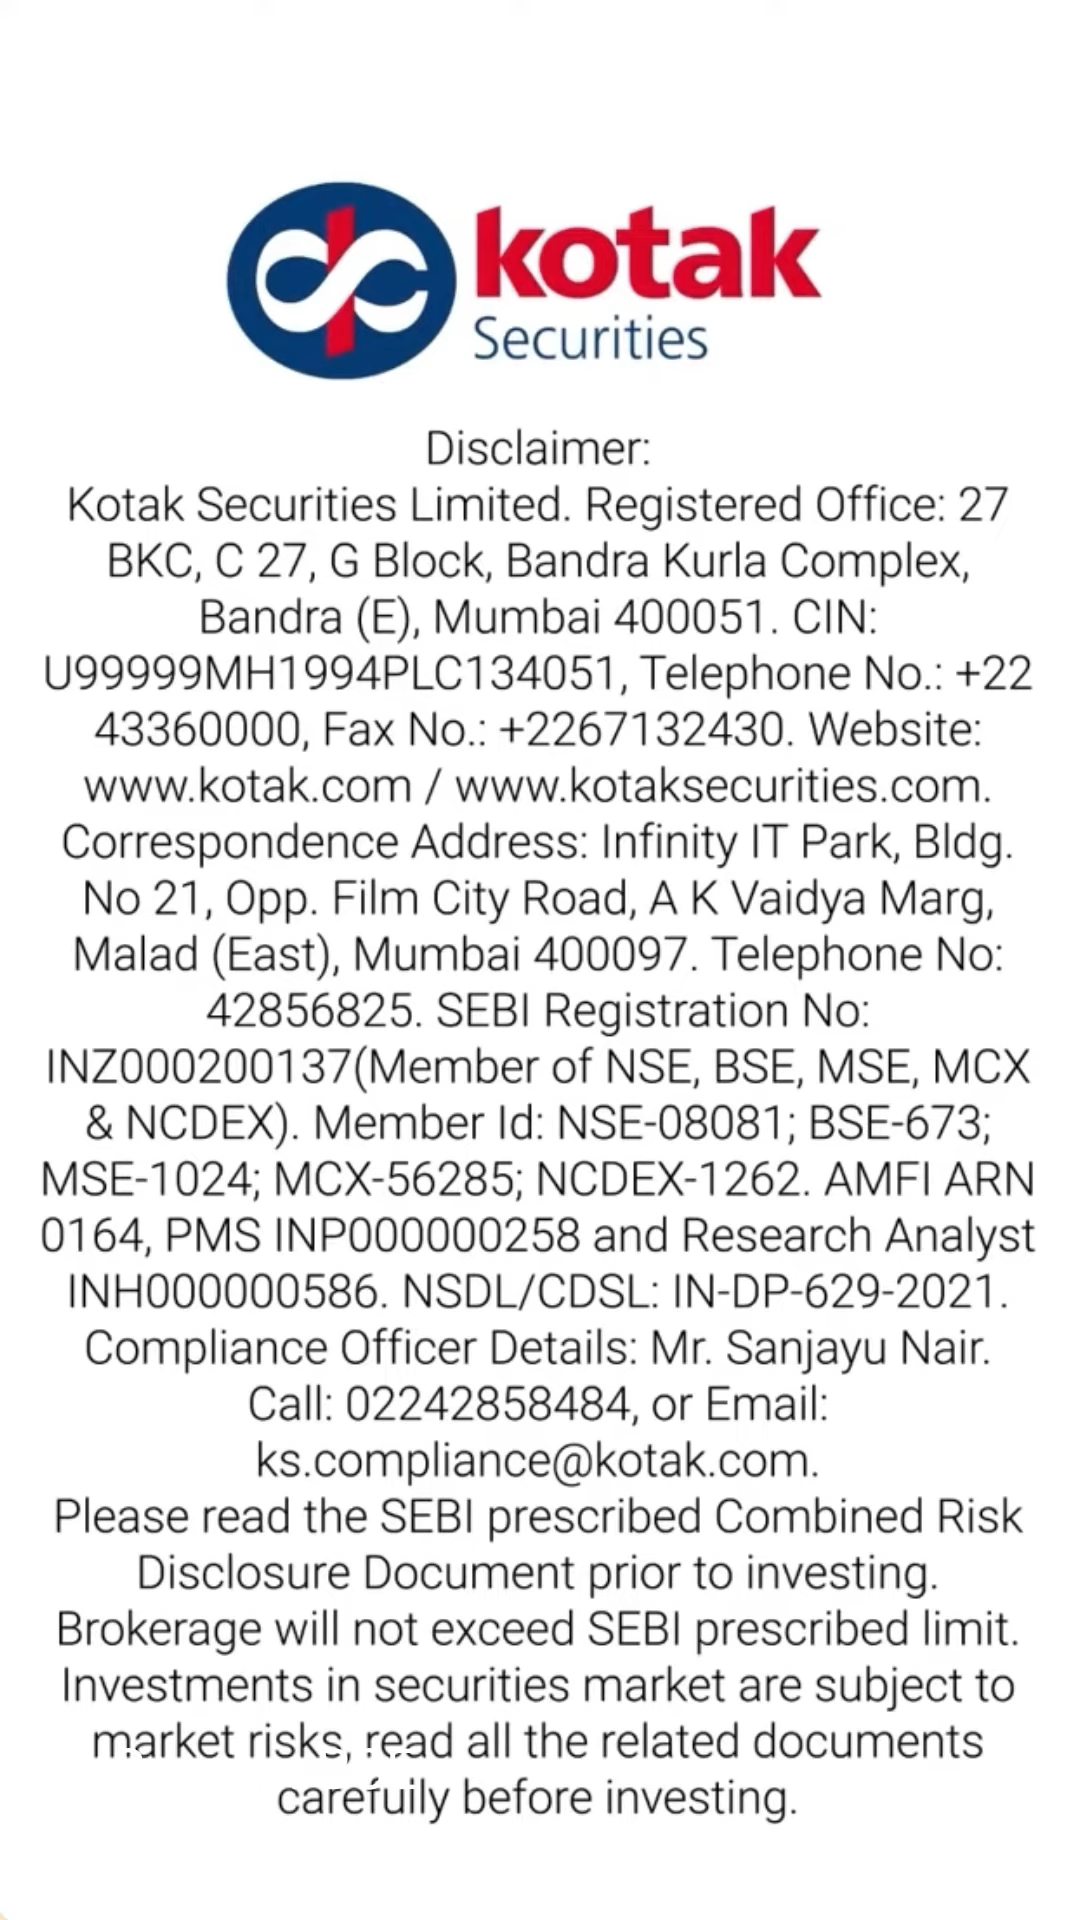 kotak
Securities
Disclaimer:
Kotak Securities Limited. Registered Office: 27
BKC, C 27, G Block, Bandra Kurla Complex,
Bandra (E), Mumbai 400051. CIN:
U99999MH1994PLC134051, Telephone No.: +22
43360000, Fax No.: +2267132430. Website:
www.kotak.com / www.kotaksecurities.com.
Correspondence Address: Infinity IT Park, Bldg.
No 21, Opp. Film City Road, A K Vaidya Marg,
Malad (East), Mumbai 400097. Telephone No:
42856825. SEBI Registration No:
INZ000200137(Member of NSE, BSE, MSE, MCX
& NCDEX). Member Id: NSE-08081; BSE-673;
MSE-1024; MCX-56285; NCDEX-1262. AMFI ARN
0164, PMS INP000000258 and Research Analyst
INH000000586. NSDL/CDSL: IN-DP-629-2021.
Compliance Officer Details: Mr. Sanjayu Nair.
Call: 02242858484, or Email:
ks.compliance@kotak.com.
Please read the SEBI prescribed Combined Risk
Disclosure Document prior to investing.
Brokerage will not exceed SEBI prescribed limit.
Investments in securities market are subject to
market risks, read all the related documents
carefully before investing.